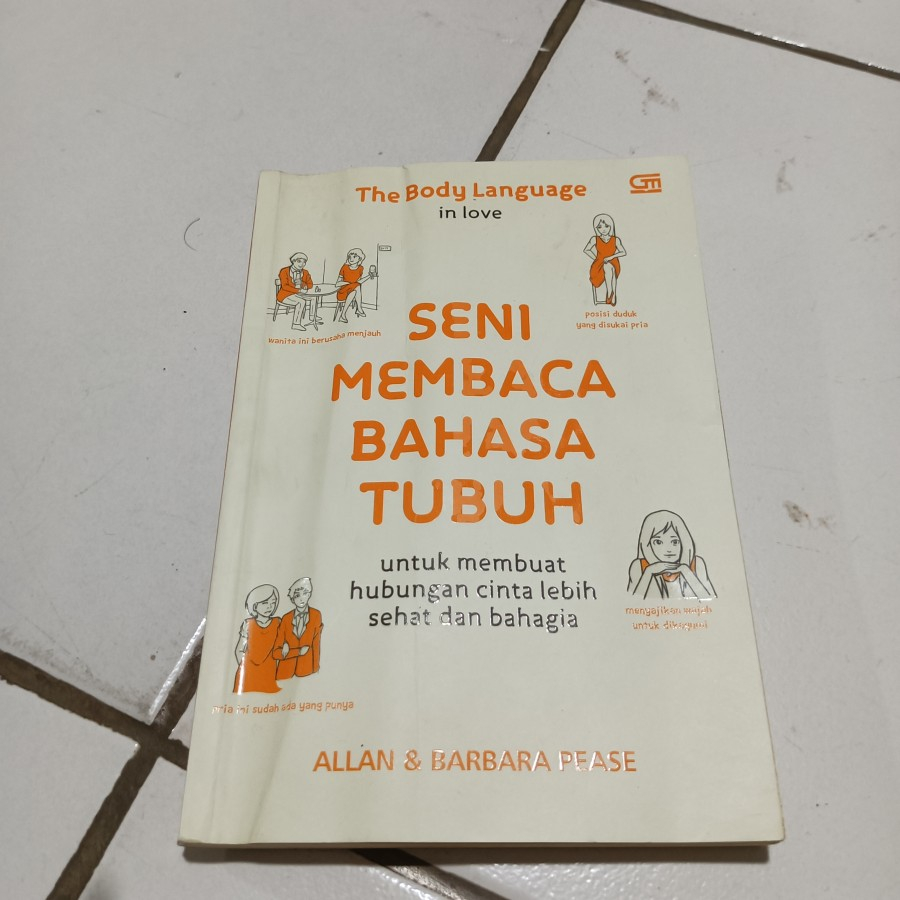 The Body Language
in love
GM
wanita ini berusaha menjauh
posisi duduk
yang disukai pria
SENI
MEMBACA
BAHASA
TUBUH
untuk membuat
hubungan cinta lebih
sehat dan bahagia
menyajikan wajah
untuk dikagumi
pria ini sudah ada yang punya
ALLAN & BARBARA PEASE